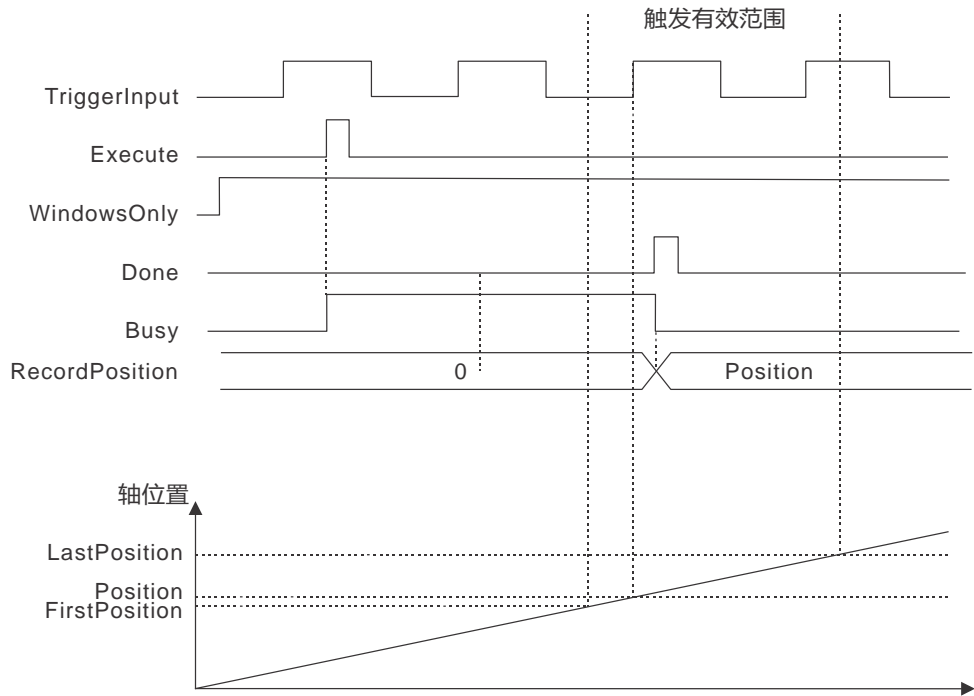 触发有效范围
TriggerInput
Execute
WindowsOnly
Done
Busy
RecordPosition 0 Position
轴位置
LastPosition
Position
FirstPosition